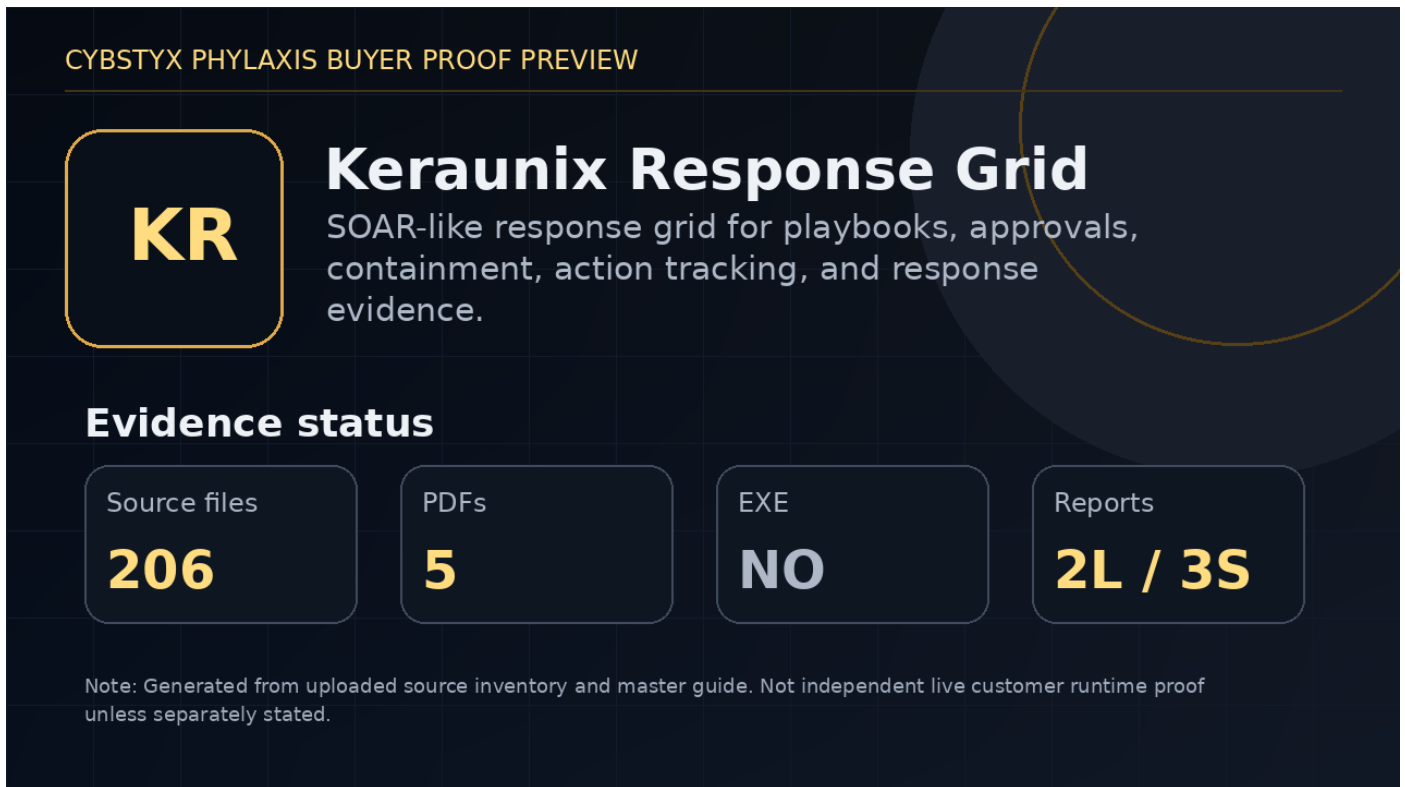 CYBSTYX PHYLAXIS BUYER PROOF PREVIEW
KR
Keraunix Response Grid
SOAR-like response grid for playbooks, approvals,
containment, action tracking, and response
evidence.
Evidence status
Source files
206
PDFs
5
EXE
NO
Reports
2L / 3S
Note: Generated from uploaded source inventory and master guide. Not independent live customer runtime proof
unless separately stated.